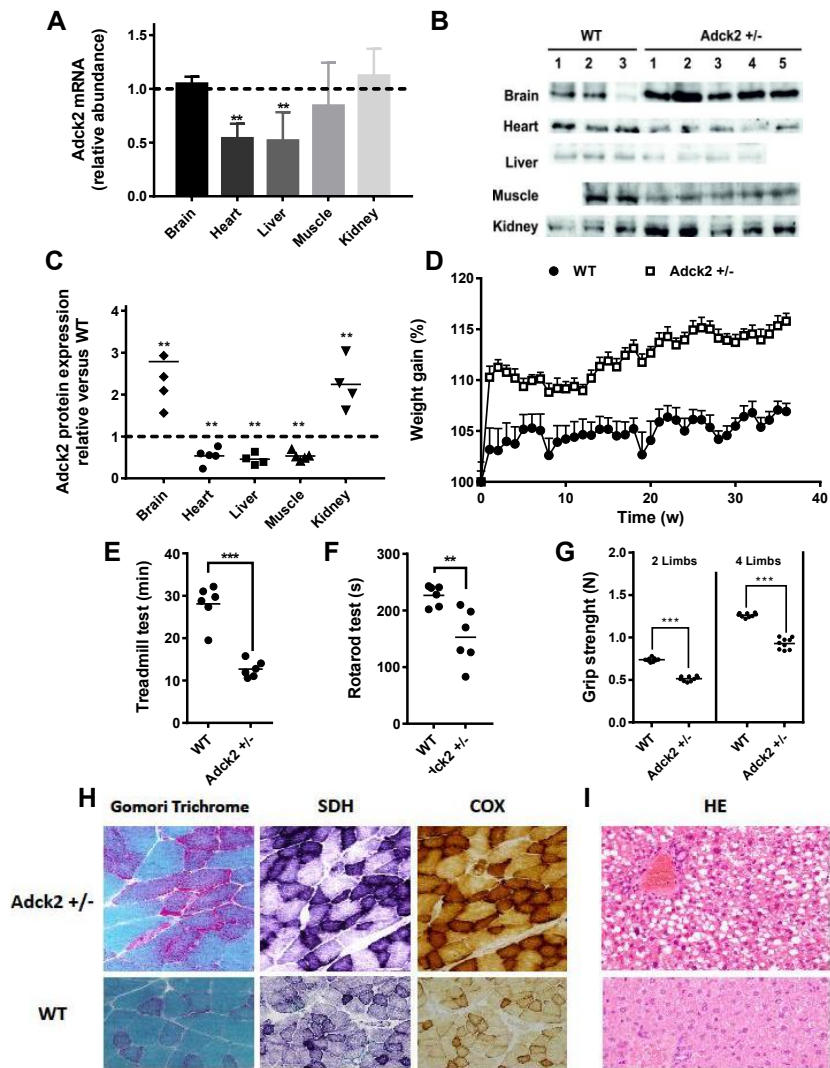 A
Adck2 mRNA
(relative abundance)
1.5
1.0
0.5
0.0
**
**
Brain
Heart
Liver
Muscle
Kidney
B
WT
Adck2 +/-
1 2 3 1 2 3 4 5
Brain
Heart
Liver
Muscle
Kidney
C
Adck2 protein expression
relative versus WT
4
3
2
1
0
**
**
**
**
**
Brain
Heart
Liver
Muscle
Kidney
D
WT
Adck2 +/-
Weight gain (%)
120
115
110
105
100
0 10 20 30 40
Time (w)
E
Treadmill test (min)
40
30
20
10
0
***
WT
Adck2 +/-
F
Rotarod test (s)
300
200
100
0
**
WT
dck2 +/-
G
Grip strenght (N)
2.0
1.5
1.0
0.5
0.0
2 Limbs
4 Limbs
***
***
WT
Adck2 +/-
WT
Adck2 +/-
H
Gomori Trichrome
SDH
COX
I
HE
Adck2 +/-
WT